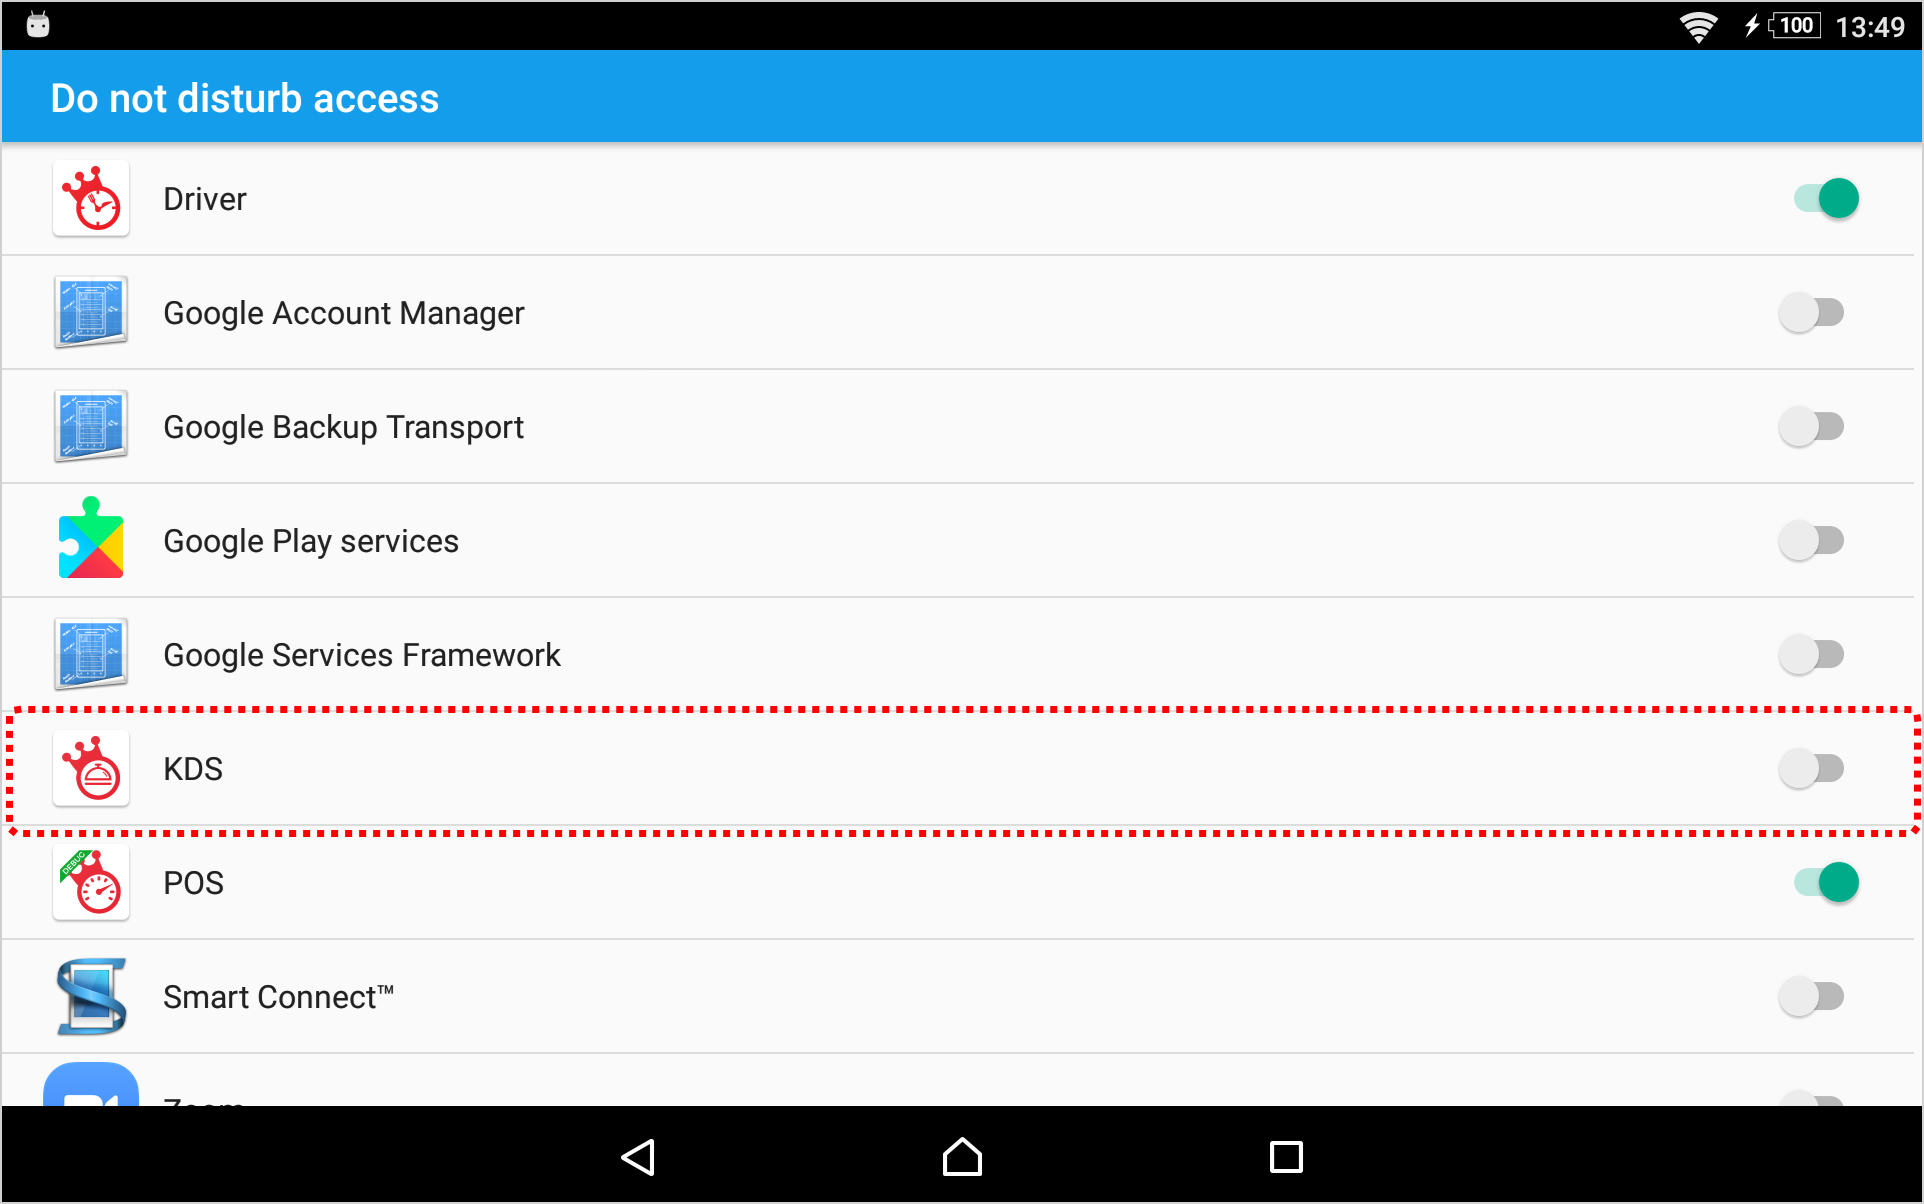 100 13:49
Do not disturb access
Driver
Google Account Manager
Google Backup Transport
Google Play services
Google Services Framework
KDS
DEBUG
POS
Smart Connect™
Zoom